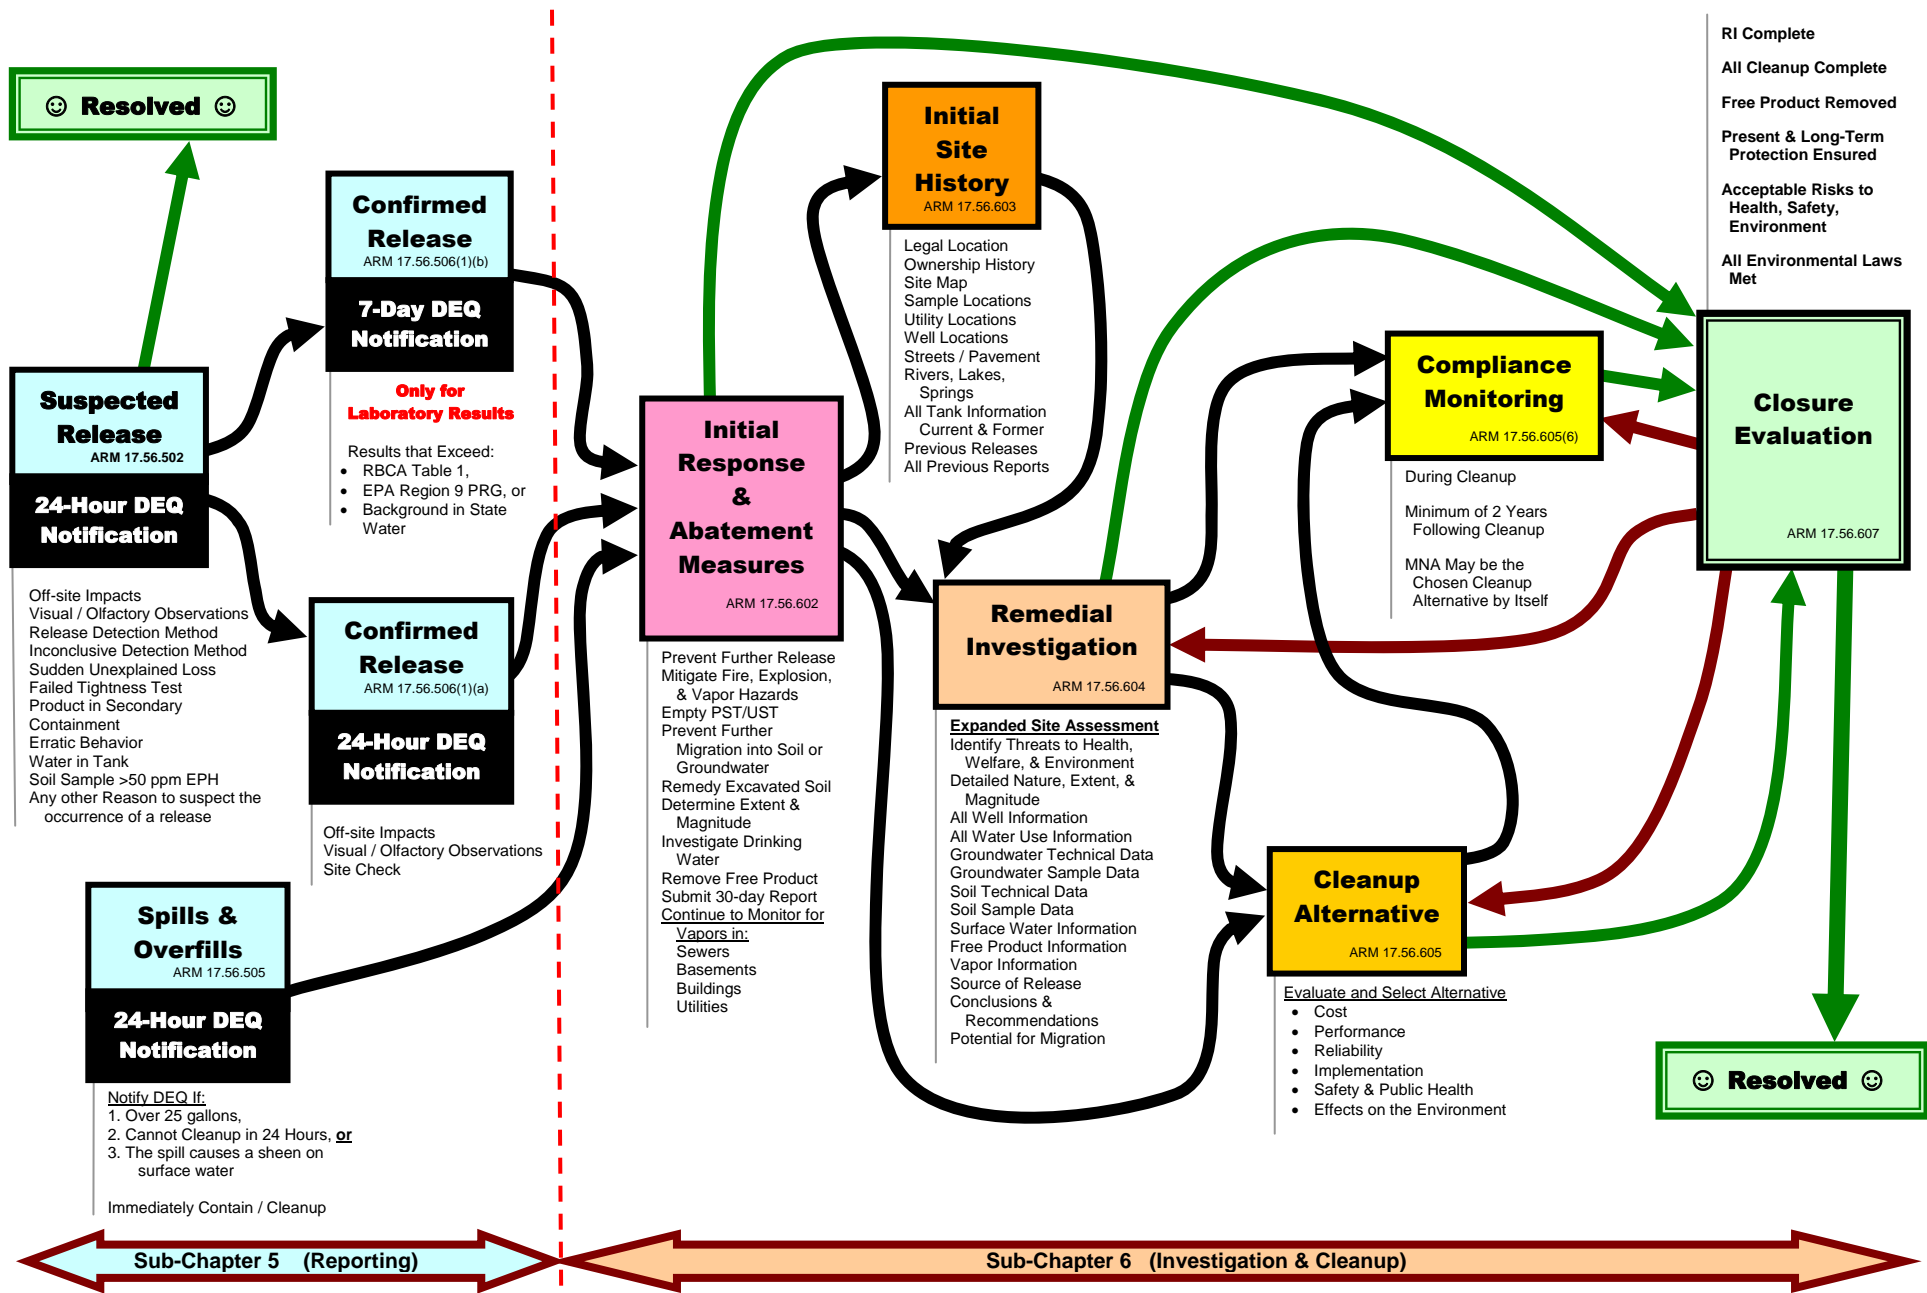 ☺ Resolved ☺
Suspected
Release
ARM 17.56.502
24-Hour DEQ
Notification
Off-site Impacts
Visual / Olfactory Observations
Release Detection Method
Inconclusive Detection Method
Sudden Unexplained Loss
Failed Tightness Test
Product in Secondary
Containment
Erratic Behavior
Water in Tank
Soil Sample >50 ppm EPH
Any other Reason to suspect the
occurrence of a release
Confirmed
Release
ARM 17.56.506(1)(b)
7-Day DEQ
Notification
Only for
Laboratory Results
Results that Exceed:
• RBCA Table 1,
• EPA Region 9 PRG, or
• Background in State
Water
Confirmed
Release
ARM 17.56.506(1)(a)
24-Hour DEQ
Notification
Off-site Impacts
Visual / Olfactory Observations
Site Check
Spills &
Overfills
ARM 17.56.505
24-Hour DEQ
Notification
Notify DEQ If:
1. Over 25 gallons,
2. Cannot Cleanup in 24 Hours, or
3. The spill causes a sheen on
surface water
Immediately Contain / Cleanup
Initial
Response
&
Abatement
Measures
ARM 17.56.602
Prevent Further Release
Mitigate Fire, Explosion,
& Vapor Hazards
Empty PST/UST
Prevent Further
Migration into Soil or
Groundwater
Remedy Excavated Soil
Determine Extent &
Magnitude
Investigate Drinking
Water
Remove Free Product
Submit 30-day Report
Continue to Monitor for
Vapors in:
Sewers
Basements
Buildings
Utilities
Initial
Site
History
ARM 17.56.603
Legal Location
Ownership History
Site Map
Sample Locations
Utility Locations
Well Locations
Streets / Pavement
Rivers, Lakes,
Springs
All Tank Information
Current & Former
Previous Releases
All Previous Reports
Remedial
Investigation
ARM 17.56.604
Expanded Site Assessment
Identify Threats to Health,
Welfare, & Environment
Detailed Nature, Extent, &
Magnitude
All Well Information
All Water Use Information
Groundwater Technical Data
Groundwater Sample Data
Soil Technical Data
Soil Sample Data
Surface Water Information
Free Product Information
Vapor Information
Source of Release
Conclusions &
Recommendations
Potential for Migration
Compliance
Monitoring
ARM 17.56.605(6)
During Cleanup
Minimum of 2 Years
Following Cleanup
MNA May be the
Chosen Cleanup
Alternative by Itself
Cleanup
Alternative
ARM 17.56.605
Evaluate and Select Alternative
• Cost
• Performance
• Reliability
• Implementation
• Safety & Public Health
• Effects on the Environment
RI Complete
All Cleanup Complete
Free Product Removed
Present & Long-Term
Protection Ensured
Acceptable Risks to
Health, Safety,
Environment
All Environmental Laws
Met
Closure
Evaluation
ARM 17.56.607
☺ Resolved ☺
Sub-Chapter 5 (Reporting)
Sub-Chapter 6 (Investigation & Cleanup)